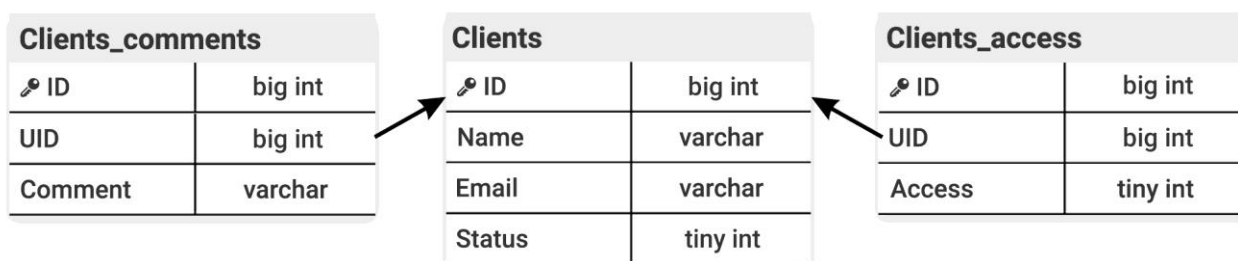 Clients_comments
ID big int
UID big int
Comment varchar
Clients
ID big int
Name varchar
Email varchar
Status tiny int
Clients_access
ID big int
UID big int
Access tiny int